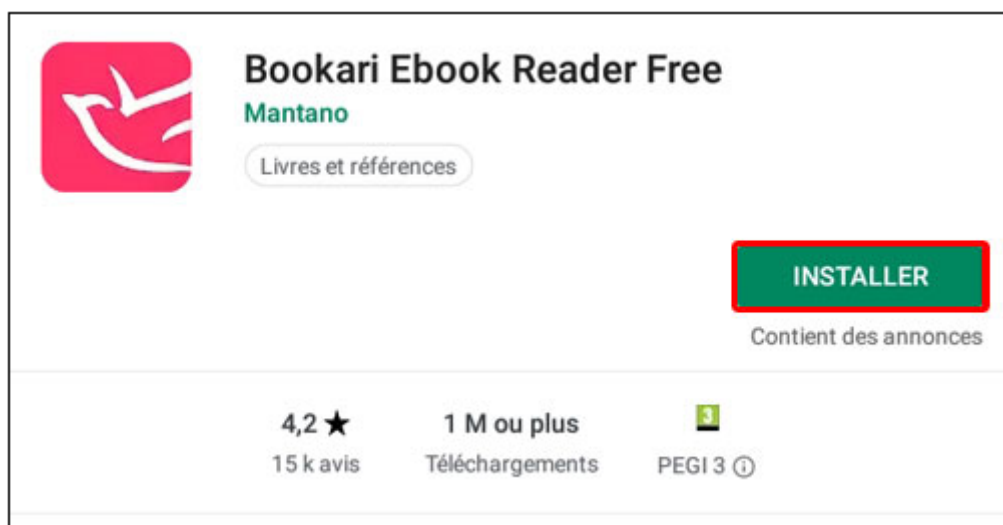 Bookari Ebook Reader Free
Mantano
Livres et références
INSTALLER
Contient des annonces
4,2 ★ 1 M ou plus 3
15 k avis Téléchargements PEGI 3 ⓘ